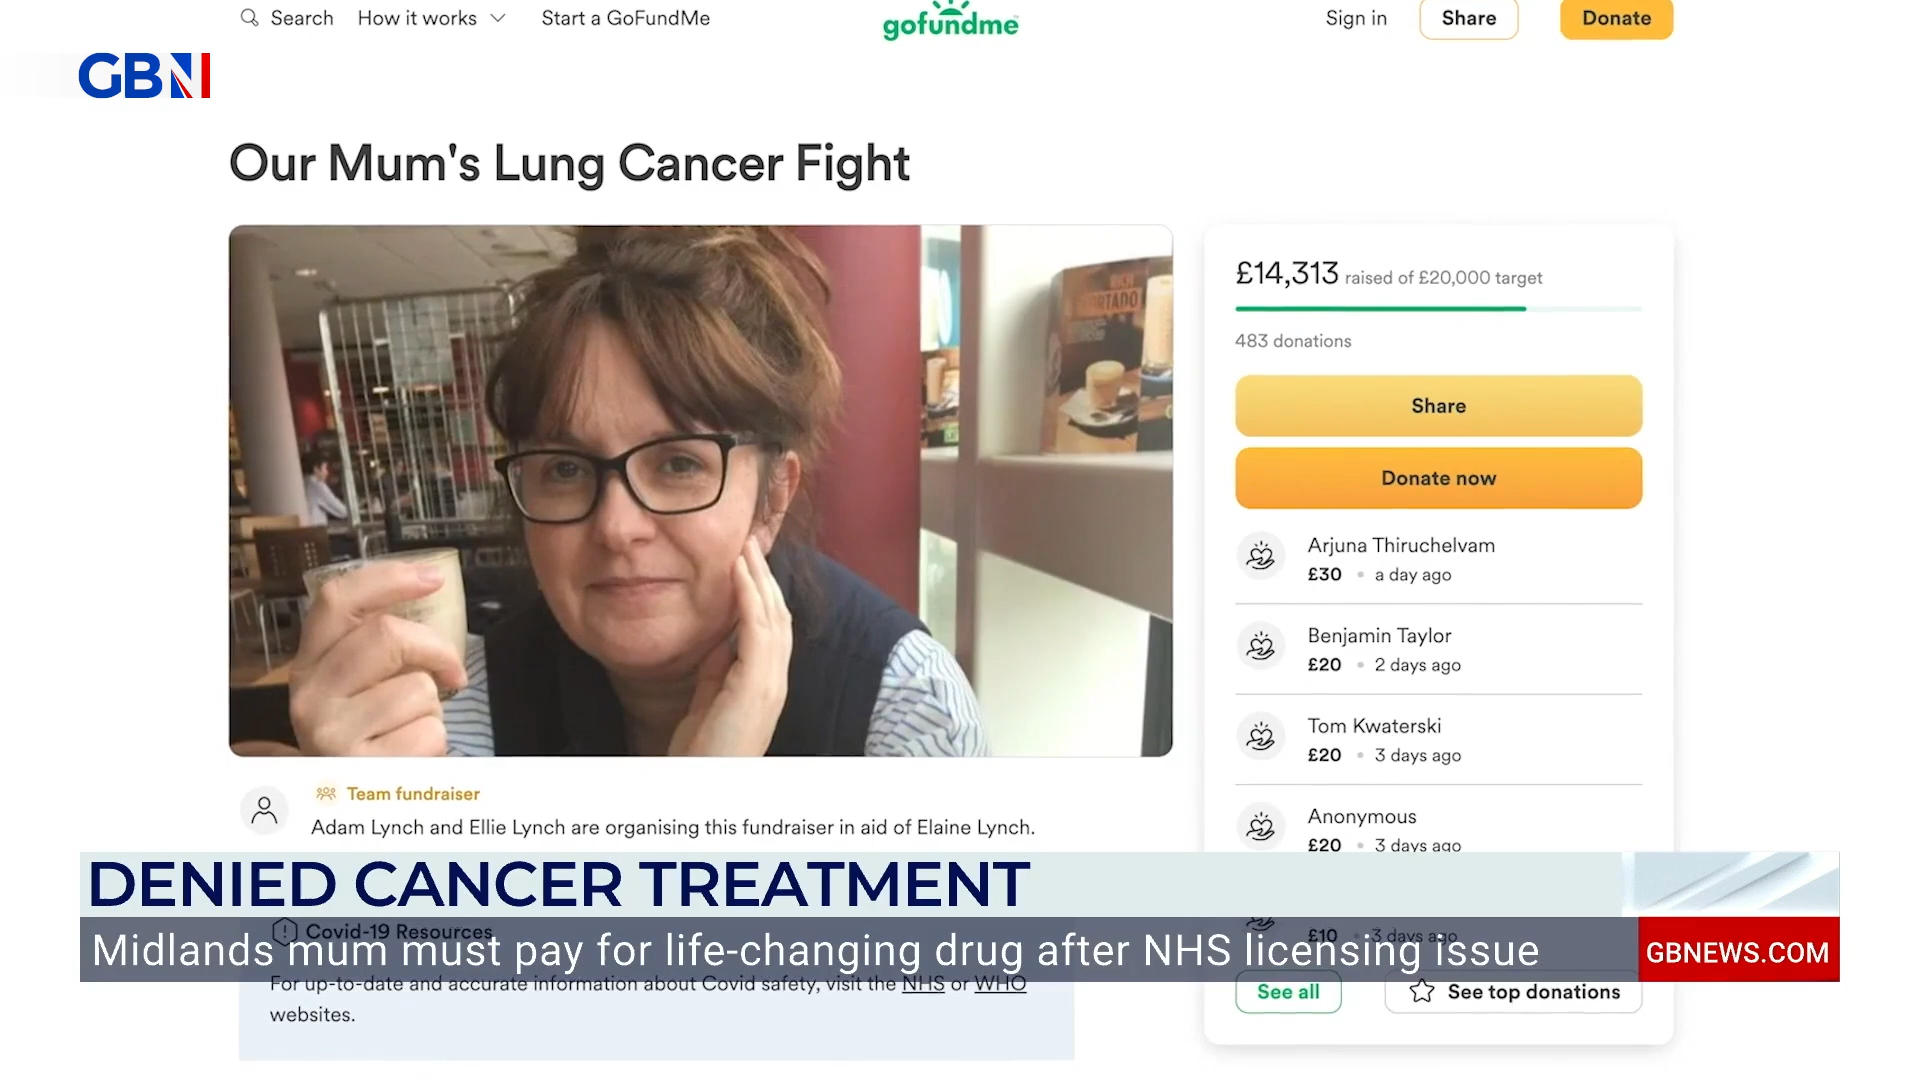 Search How it works Start a GoFundMe gofundme Sign in Share Donate
GBN
Our Mum's Lung Cancer Fight
£14,313 raised of £20,000 target
483 donations
Share
Donate now
Arjuna Thiruchelvam
£30 • a day ago
Benjamin Taylor
£20 • 2 days ago
Tom Kwaterski
£20 • 3 days ago
Anonymous
£20 • 3 days ago
£10 • 3 days ago
See all
See top donations
Team fundraiser
Adam Lynch and Ellie Lynch are organising this fundraiser in aid of Elaine Lynch.
DENIED CANCER TREATMENT
Covid-19 Resources
Midlands mum must pay for life-changing drug after NHS licensing issue
GBNEWS.COM
For up-to-date and accurate information about Covid safety, visit the NHS or WHO
websites.